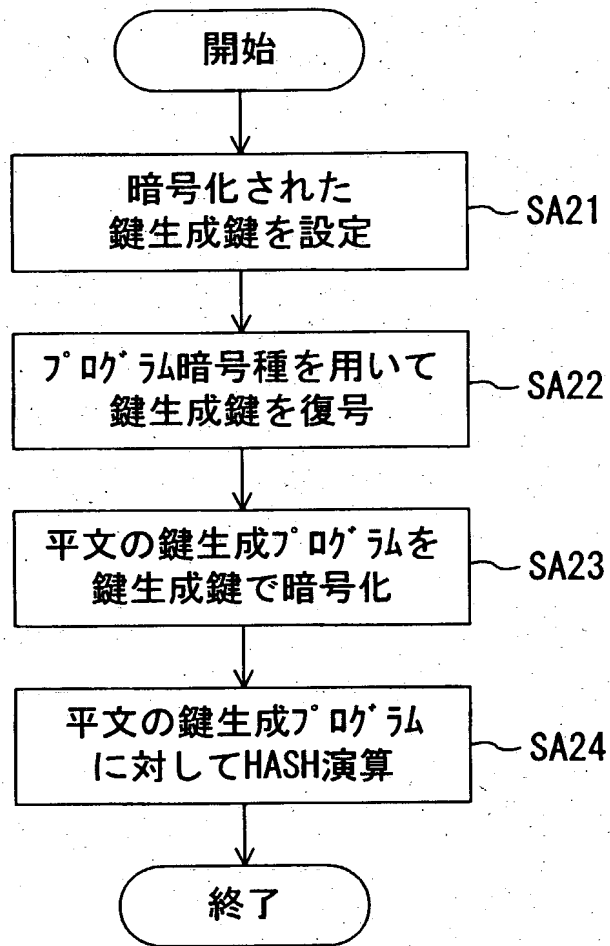 開始
暗号化された
鍵生成鍵を設定
SA21
ﾌﾟﾛｸﾞﾗﾑ暗号種を用いて
鍵生成鍵を復号
SA22
平文の鍵生成ﾌﾟﾛｸﾞﾗﾑを
鍵生成鍵で暗号化
SA23
平文の鍵生成ﾌﾟﾛｸﾞﾗﾑ
に対してHASH演算
SA24
終了